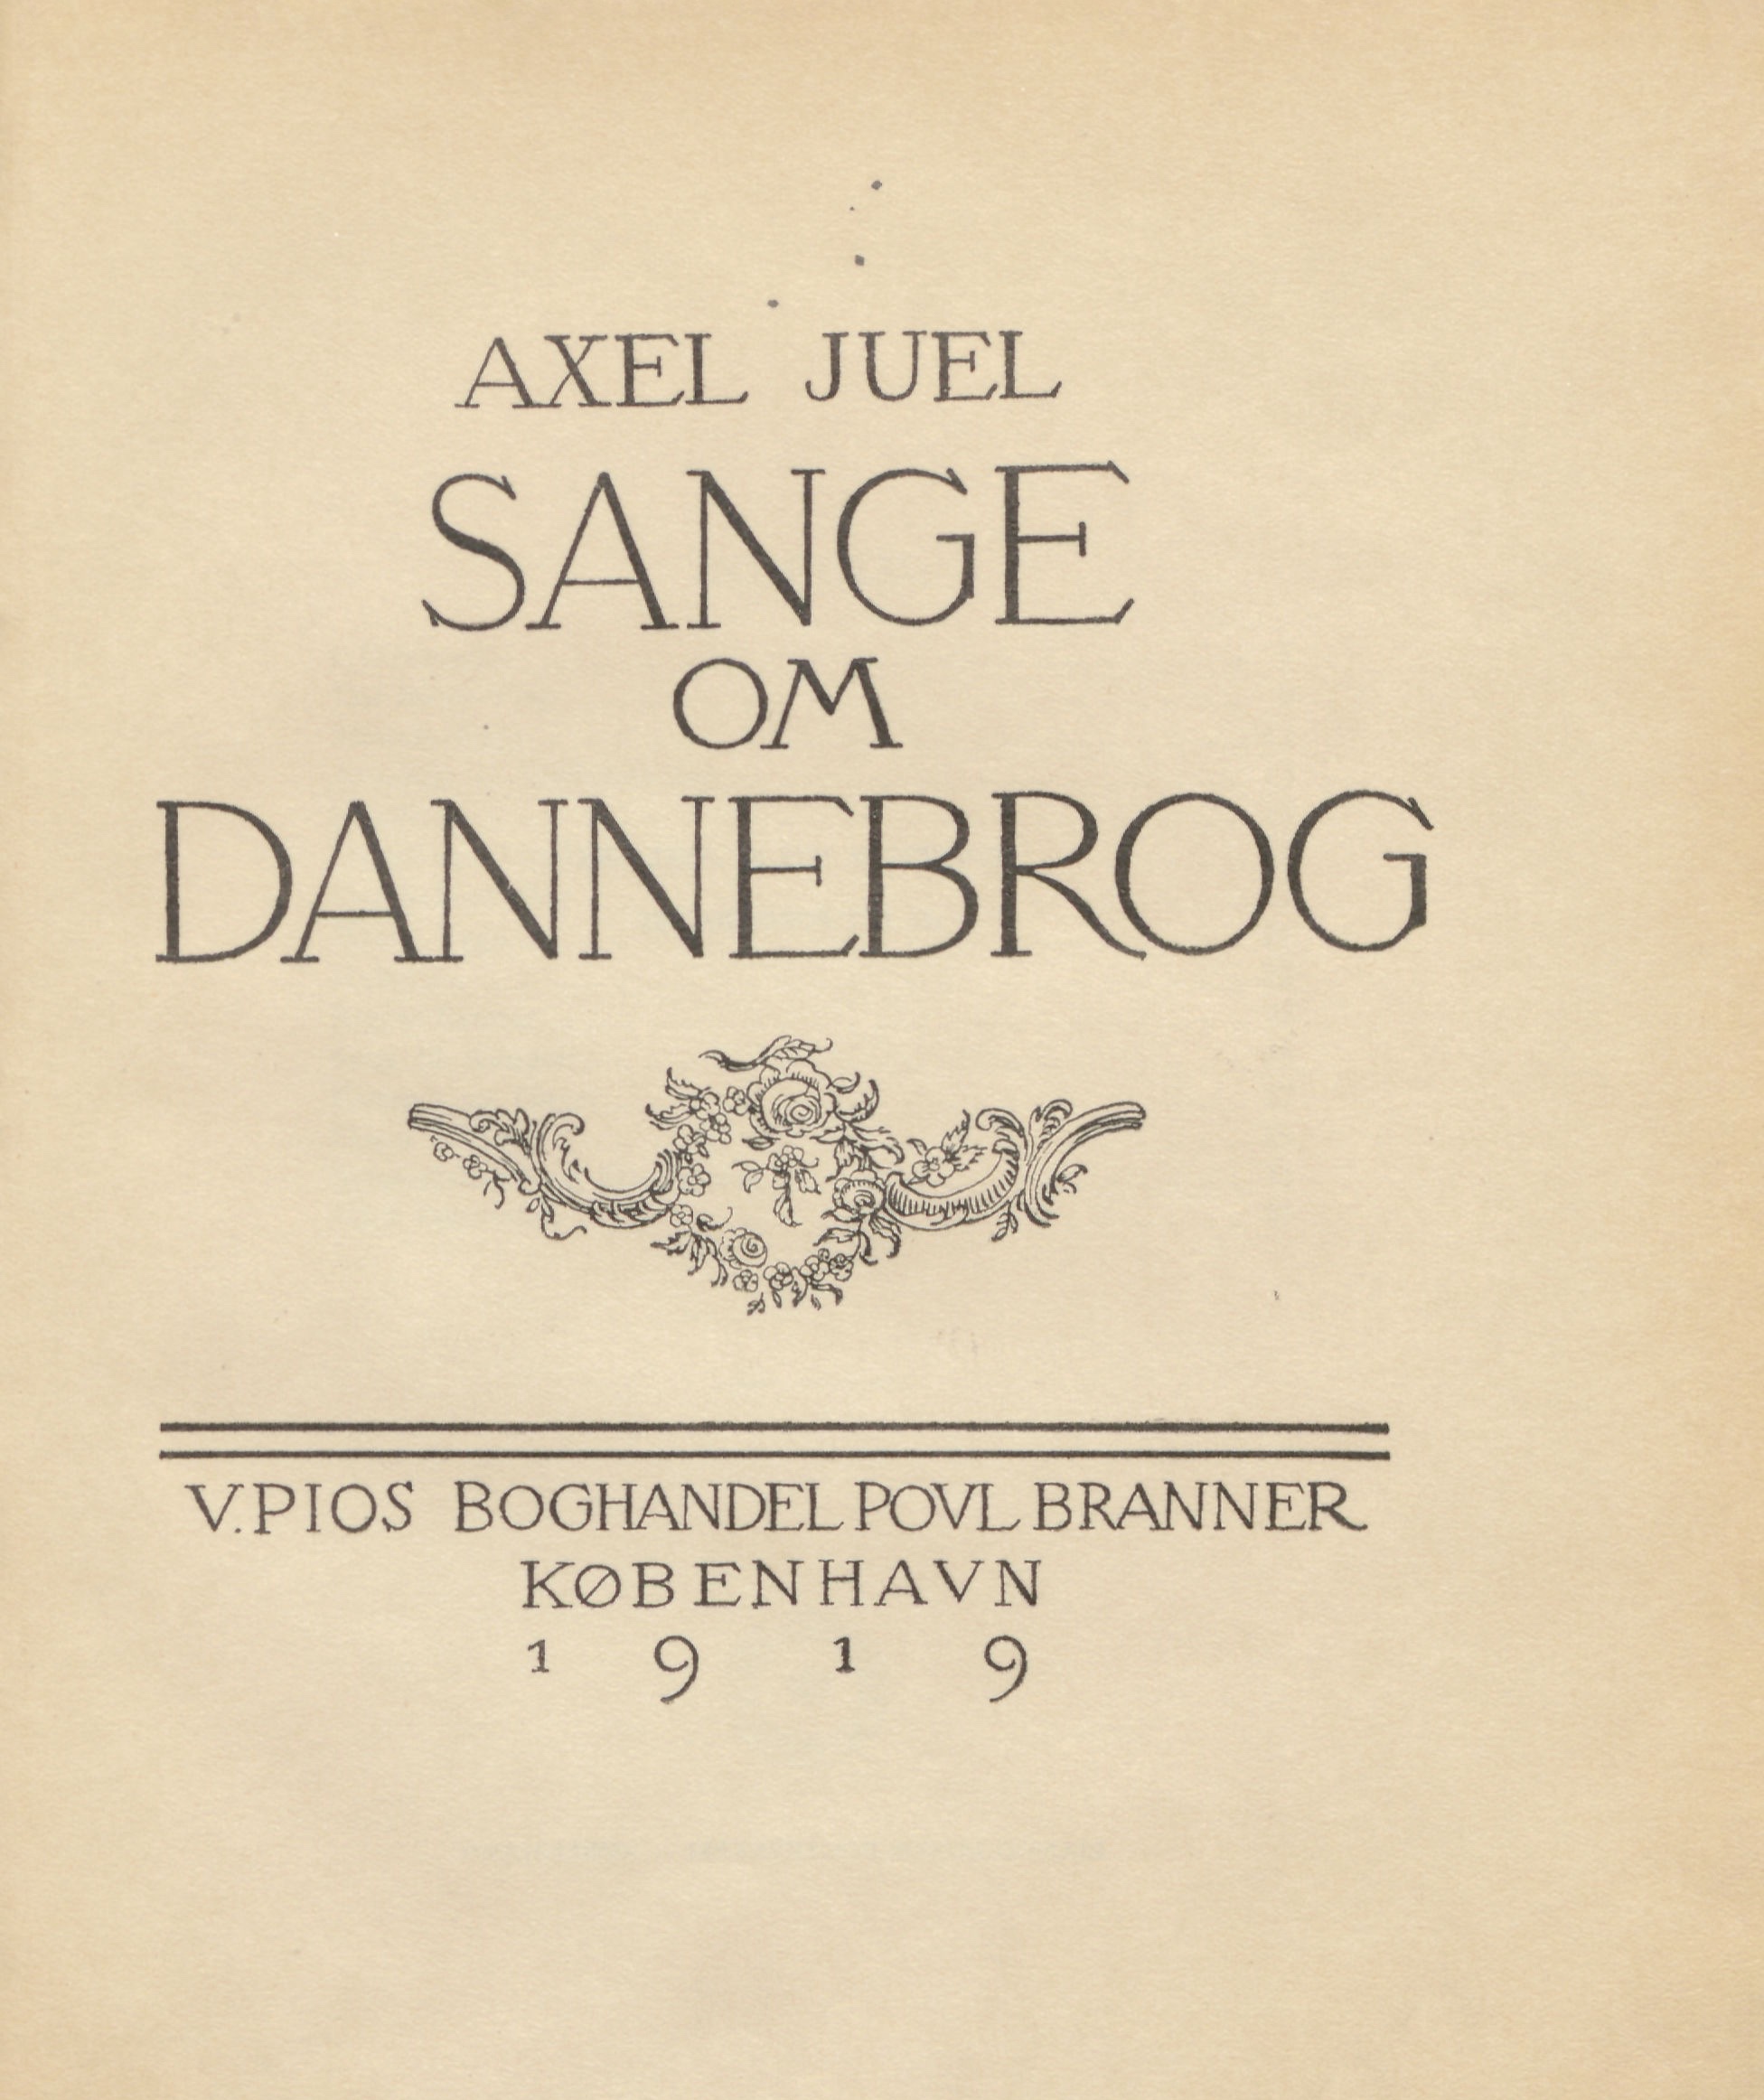 AXEL JUEL
SANGE
OM
DANNEBROG
V. PIOS BOGHANDEL POVL BRANNER
KØBENHAVN
1919